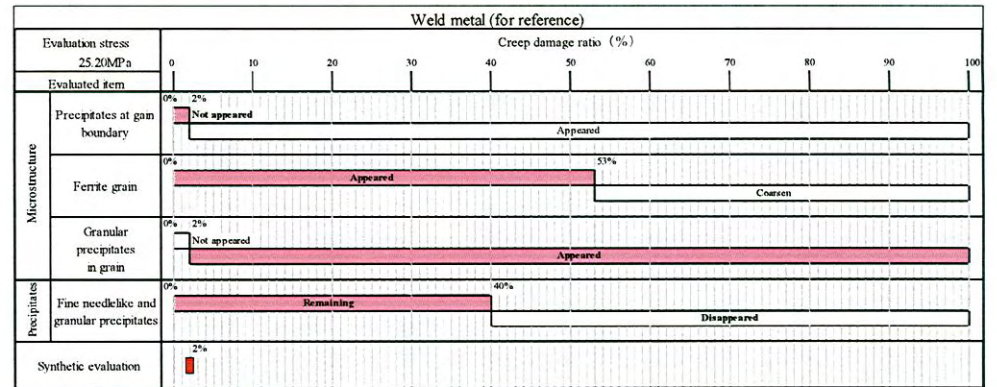 Weld metal (for reference)
Evaluation stress
25.20MPa
Creep damage ratio (%)
0 10 20 30 40 50 60 70 80 90 100
Evaluated item
Microstructure
Precipitates at gain
boundary
0% 2%
Not appeared
Appeared
Ferrite grain
0% 53%
Appeared
Coarsen
Granular
precipitates
in grain
0% 2%
Not appeared
Appeared
Precipitates
Fine needlelike and
granular precipitates
0% 40%
Remaining
Disappeared
Synthetic evaluation
2%